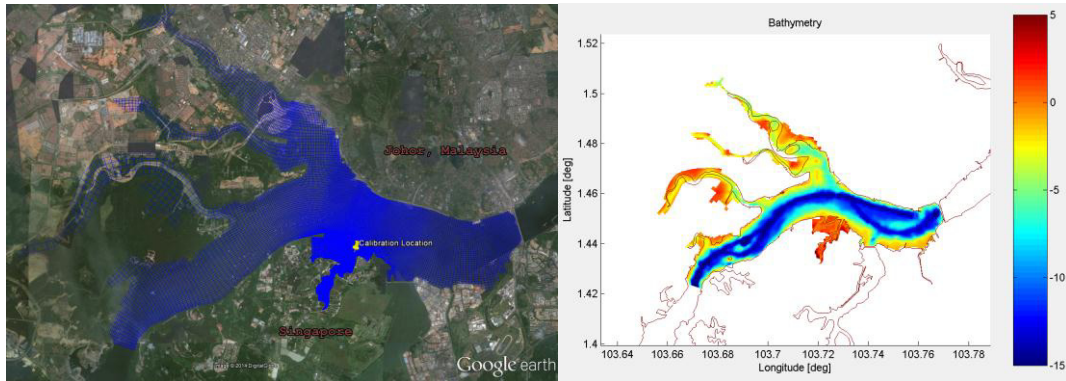 Johor, Malaysia
Calibration Location
Singapore
Google earth
Bathymetry
Latitude [deg]
1.52
1.5
1.48
1.46
1.44
1.42
1.4
103.64 103.66 103.68 103.7 103.72 103.74 103.76 103.78
Longitude [deg]
5
0
-5
-10
-15